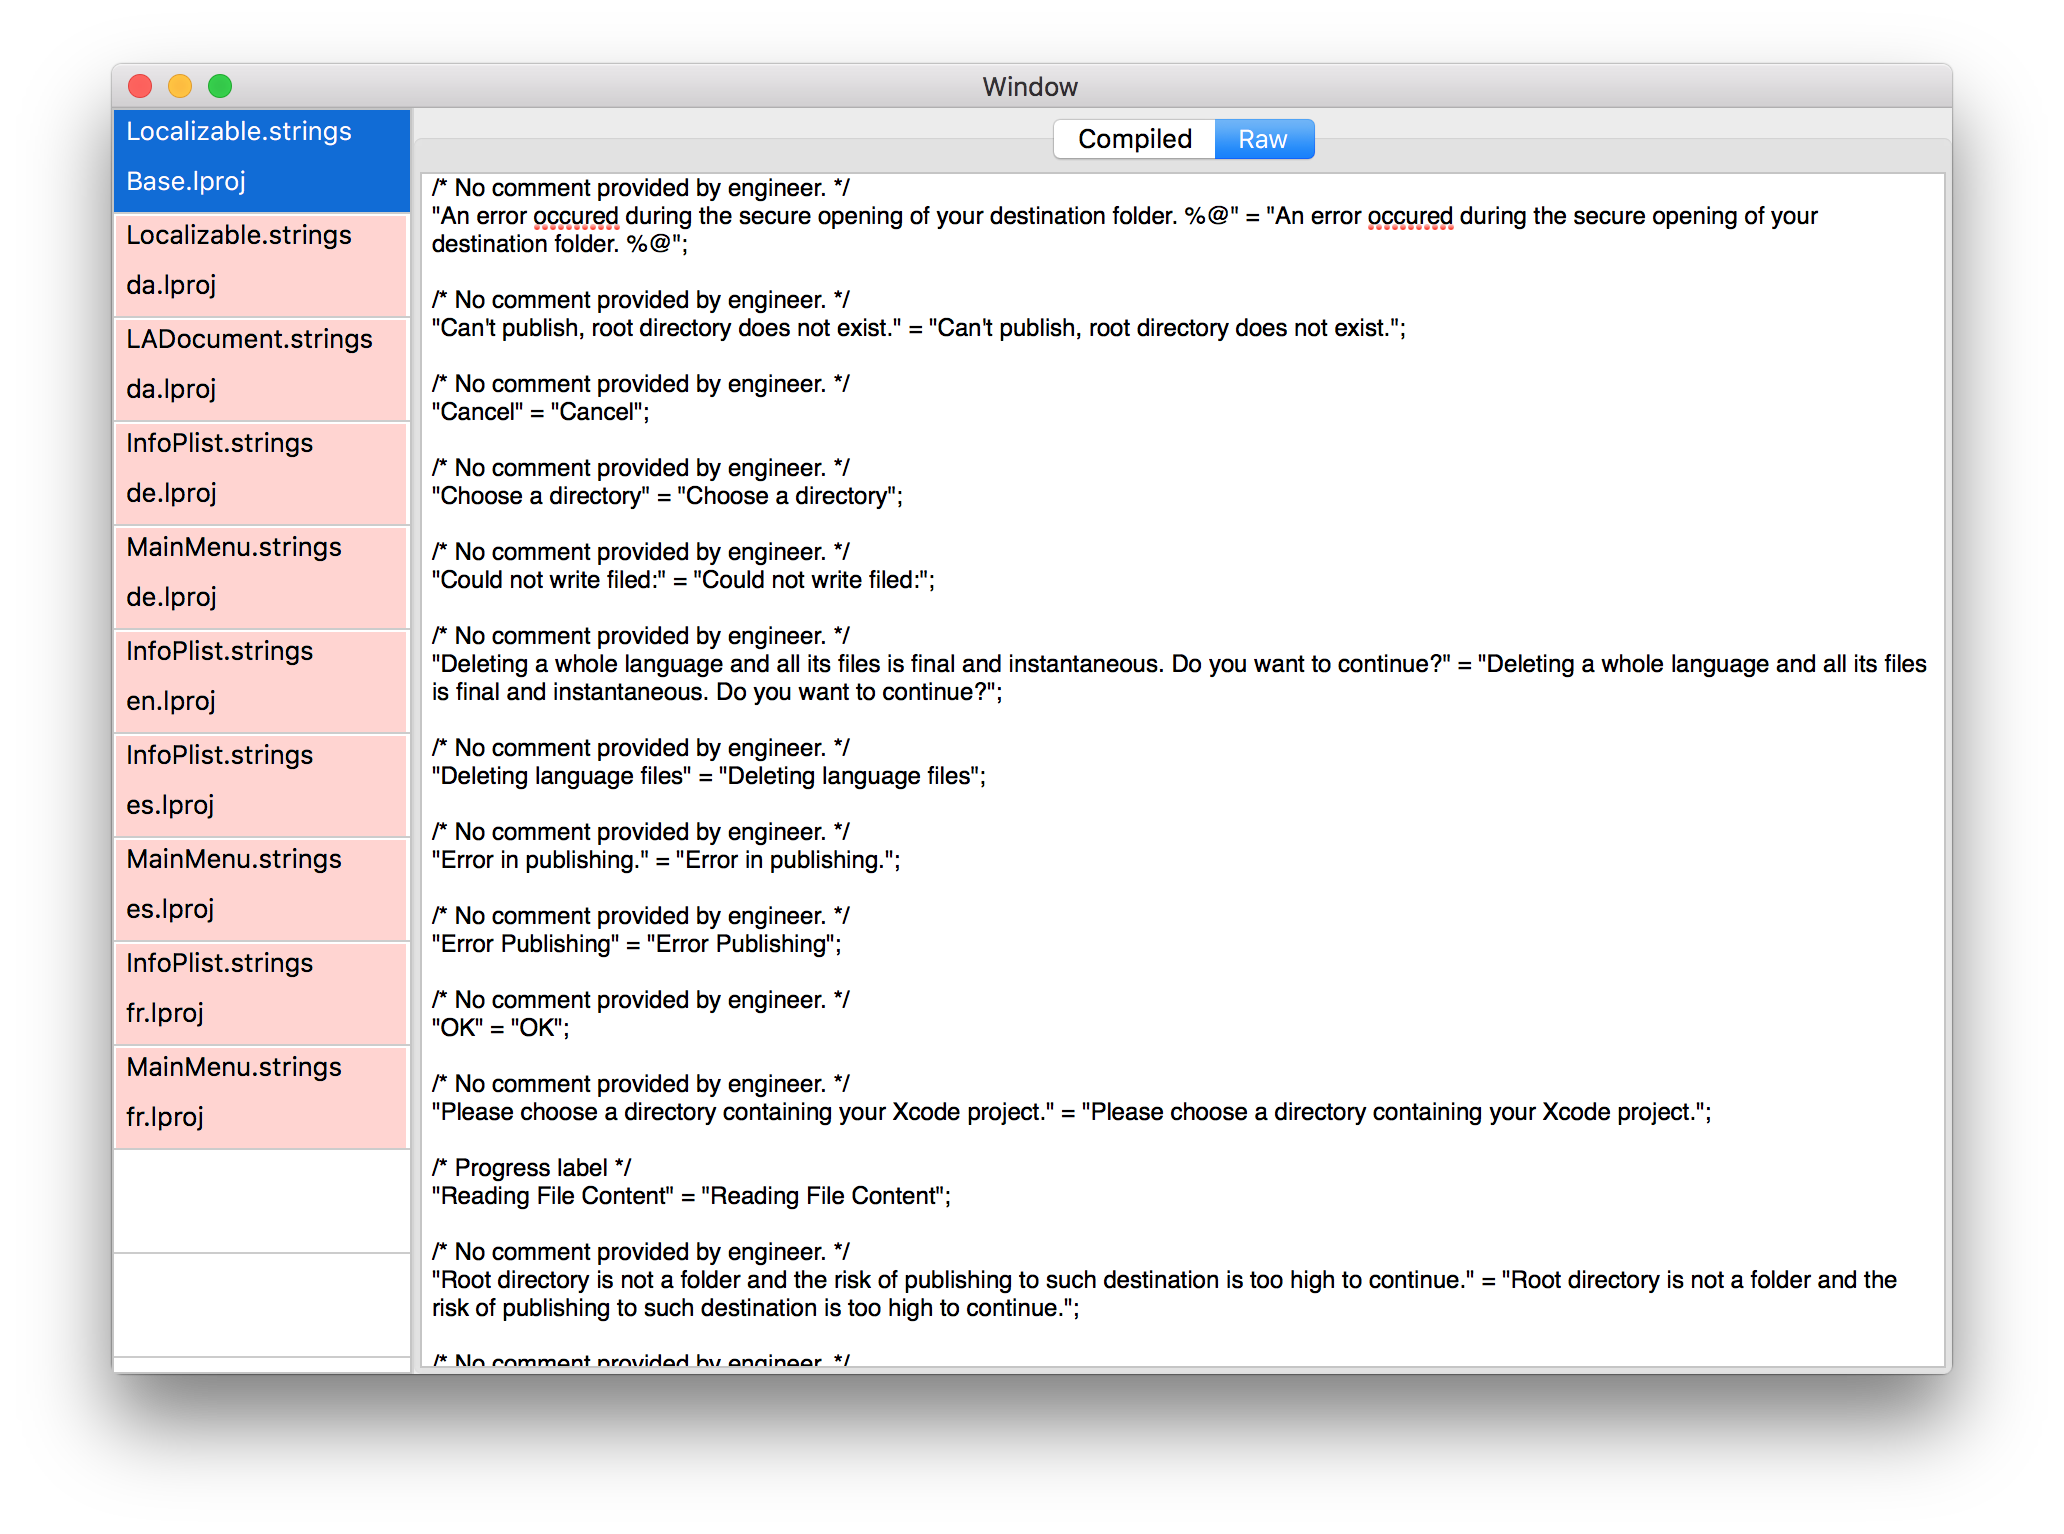 Window
Localizable.strings
Base.lproj
Localizable.strings
da.lproj
LADocument.strings
da.lproj
InfoPlist.strings
de.lproj
MainMenu.strings
de.lproj
InfoPlist.strings
en.lproj
InfoPlist.strings
es.lproj
MainMenu.strings
es.lproj
InfoPlist.strings
fr.lproj
MainMenu.strings
fr.lproj
Compiled
Raw
/* No comment provided by engineer. */
"An error occured during the secure opening of your destination folder. %@" = "An error occured during the secure opening of your
destination folder. %@";
/* No comment provided by engineer. */
"Can't publish, root directory does not exist." = "Can't publish, root directory does not exist.";
/* No comment provided by engineer. */
"Cancel" = "Cancel";
/* No comment provided by engineer. */
"Choose a directory" = "Choose a directory";
/* No comment provided by engineer. */
"Could not write filed:" = "Could not write filed:";
/* No comment provided by engineer. */
"Deleting a whole language and all its files is final and instantaneous. Do you want to continue?" = "Deleting a whole language and all its files
is final and instantaneous. Do you want to continue?";
/* No comment provided by engineer. */
"Deleting language files" = "Deleting language files";
/* No comment provided by engineer. */
"Error in publishing." = "Error in publishing.";
/* No comment provided by engineer. */
"Error Publishing" = "Error Publishing";
/* No comment provided by engineer. */
"OK" = "OK";
/* No comment provided by engineer. */
"Please choose a directory containing your Xcode project." = "Please choose a directory containing your Xcode project.";
/* Progress label */
"Reading File Content" = "Reading File Content";
/* No comment provided by engineer. */
"Root directory is not a folder and the risk of publishing to such destination is too high to continue." = "Root directory is not a folder and the
risk of publishing to such destination is too high to continue.";
/* No comment provided by engineer. */